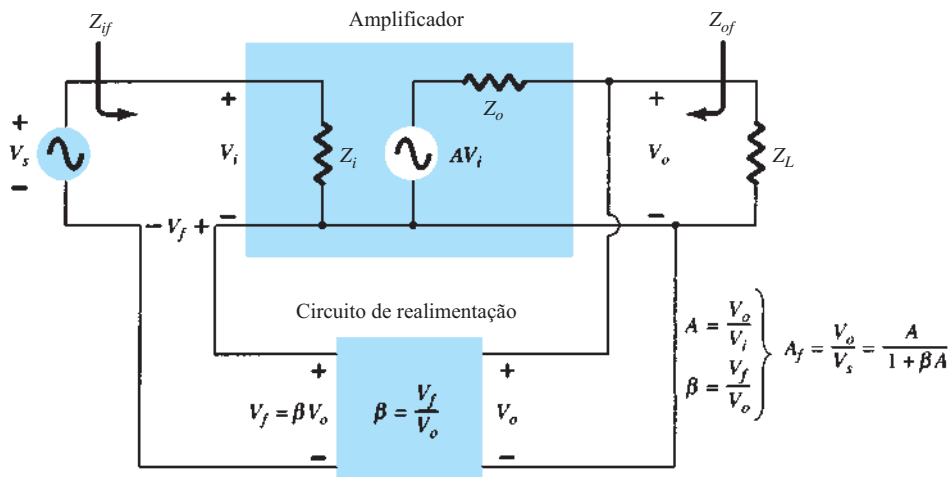 Amplificador
Z_if
Z_of
+
V_s
−
+
V_i
−
Z_i
AV_i
Z_o
+
V_o
−
Z_L
− V_f +
Circuito de realimentação
+
V_f = βV_o
−
β = V_f / V_o
+
V_o
−
A = V_o / V_i
β = V_f / V_o
A_f = V_o / V_s = A / (1 + βA)